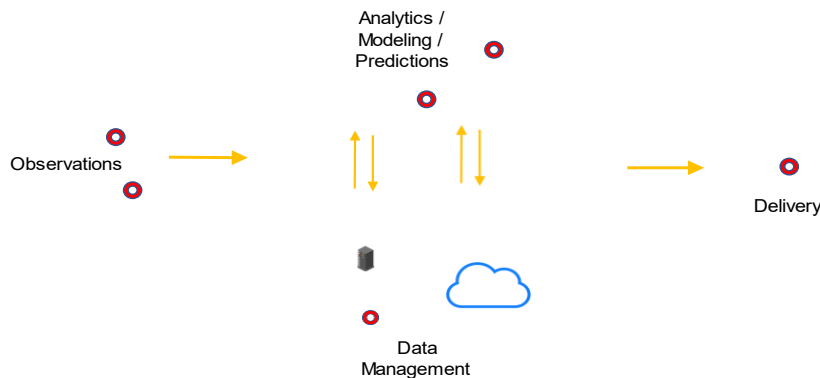 Analytics /
Modeling /
Predictions
Observations
Delivery
Data
Management